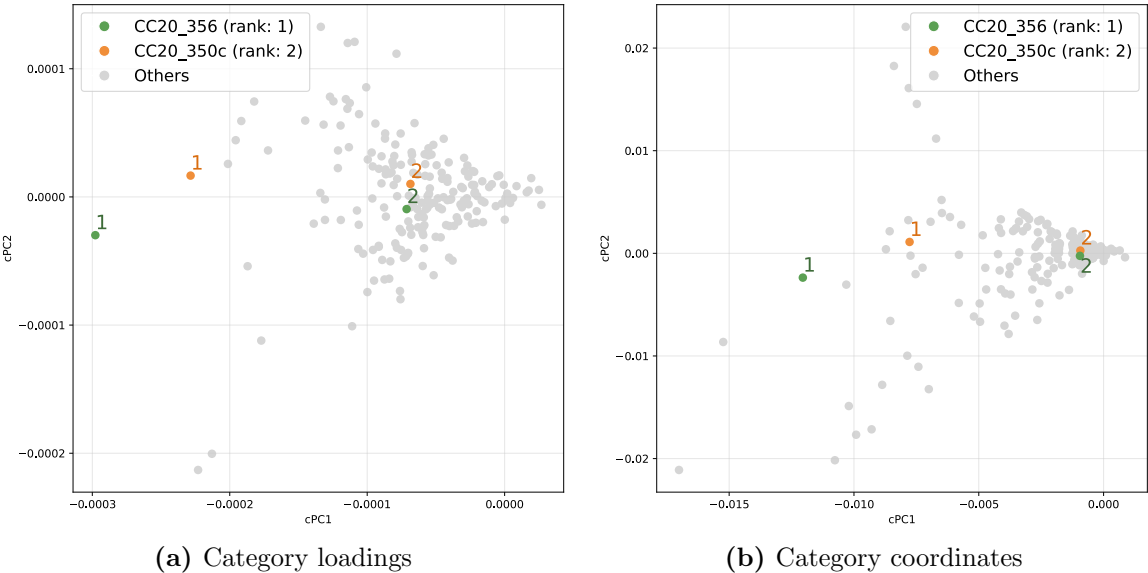 CC20_356 (rank: 1)
CC20_350c (rank: 2)
Others
1
1
2
2
0.0001
0.0000
−0.0001
−0.0002
cPC2
−0.0003
−0.0002
−0.0001
0.0000
cPC1
(a) Category loadings
CC20_356 (rank: 1)
CC20_350c (rank: 2)
Others
1
1
2
2
0.02
0.01
0.00
−0.01
−0.02
cPC2
−0.015
−0.010
−0.005
0.000
cPC1
(b) Category coordinates